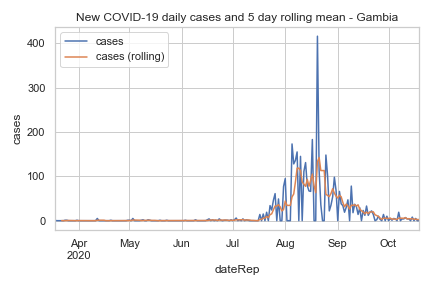 New COVID-19 daily cases and 5 day rolling mean - Gambia
cases
cases (rolling)
400
300
200
100
0
cases
Apr
2020
May
Jun
Jul
Aug
Sep
Oct
dateRep